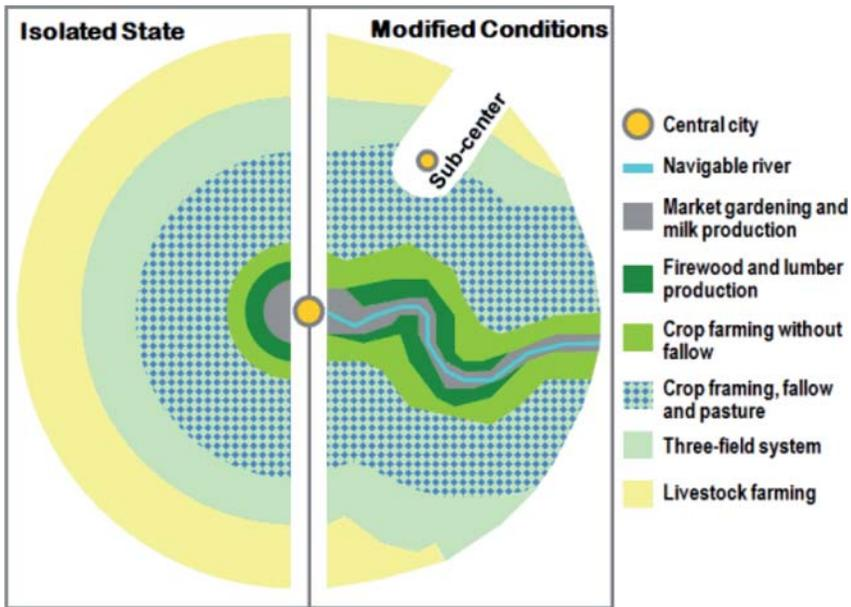 Isolated State
Modified Conditions
Sub-center
Central city
Navigable river
Market gardening and
milk production
Firewood and lumber
production
Crop farming without
fallow
Crop framing, fallow
and pasture
Three-field system
Livestock farming